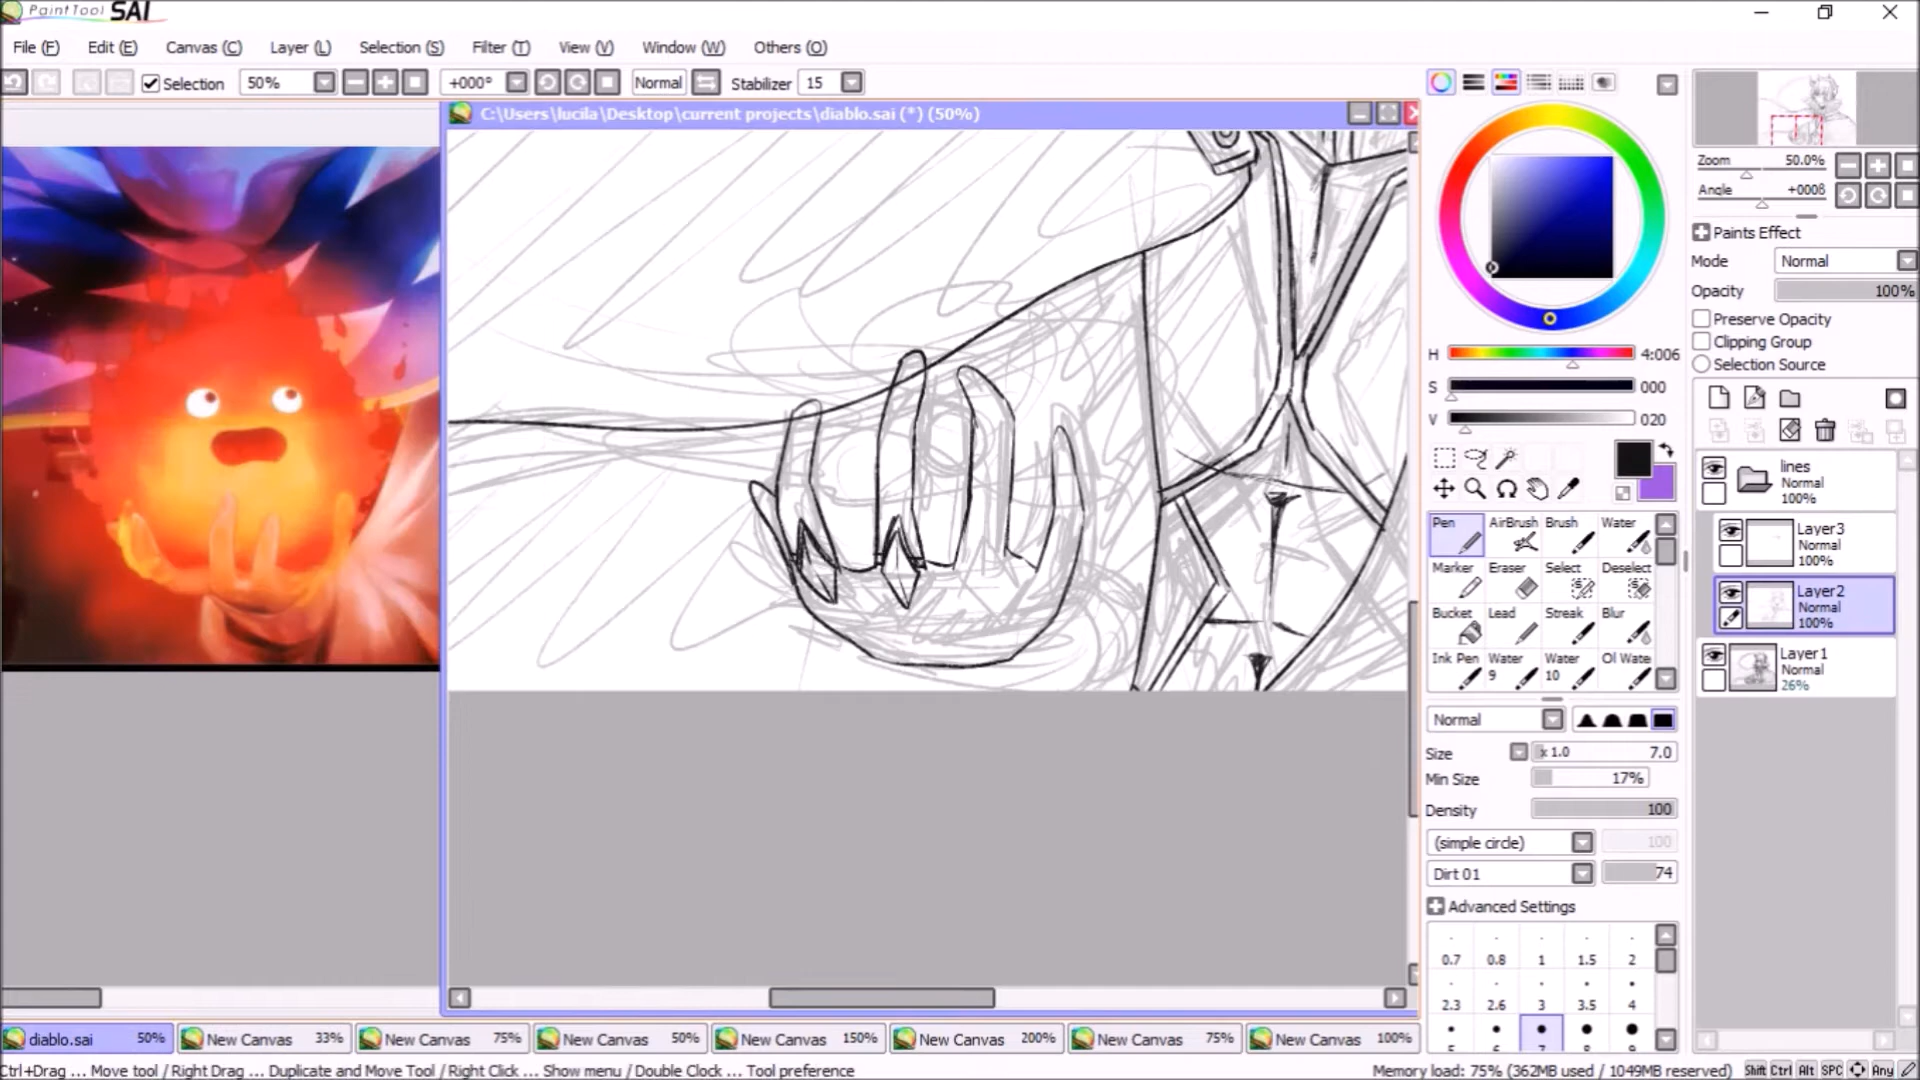 PaintTool SAI
File (F) Edit (E) Canvas (C) Layer (L) Selection (S) Filter (T) View (V) Window (W) Others (O)
Selection 50% +000° Normal Stabilizer 15
C:\Users\lucila\Desktop\current projects\diablo.sai (*) (50%)
Zoom 50.0%
Angle
Paints Effect
Mode Normal
Opacity 100%
Preserve Opacity
Clipping Group
Selection Source
H 4:006
S 000
V 020
Pen AirBrush Brush Water
Marker Eraser Select Deselect
Bucket Lead Streak Blur
Ink Pen Water 9 Water 10 Ol Wate
Normal
Size x 1.0 7.0
Min Size 17%
Density 100
(simple circle) 100
Dirt 01 74
Advanced Settings
0.7 0.8 1 1.5 2
2.3 2.6 3 3.5 4
lines
Normal
100%
Layer3
Normal
100%
Layer2
Normal
100%
Layer1
Normal
26%
diablo.sai 50% New Canvas 33% New Canvas 75% New Canvas 50% New Canvas 150% New Canvas 200% New Canvas 75% New Canvas 100%
Ctrl+Drag ... Move tool / Right Drag ... Duplicate and Move Tool / Right Click ... Show menu / Double Clock ... Tool preference
Memory load: 75% (362MB used / 1049MB reserved) Shift Ctrl Alt SPC Any